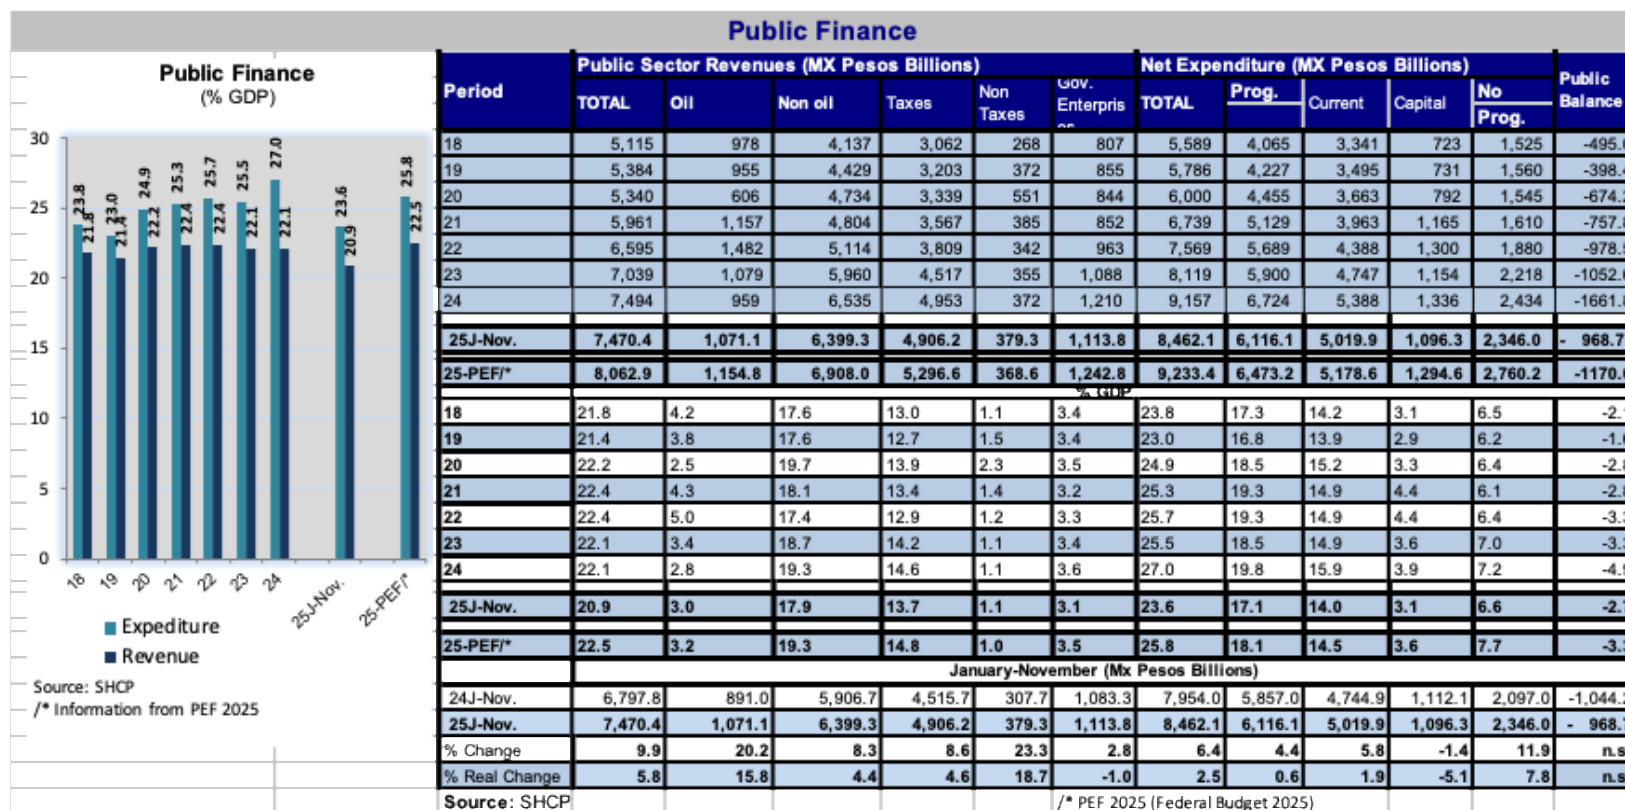 Public Finance
Public Finance
(% GDP)
30
25
20
15
10
5
0
23.8
21.8
23.0
21.4
24.9
22.2
25.3
22.4
25.7
22.4
25.5
22.1
27.0
22.1
23.6
20.9
25.8
22.5
18
19
20
21
22
23
24
25J-Nov.
25-PEF/*
Expediture
Revenue
Source: SHCP
/* Information from PEF 2025
Period Public Sector Revenues (MX Pesos Billions) Net Expenditure (MX Pesos Billions) Public Balance
TOTAL Oil Non oil Taxes Non Taxes Gov. Enterprises TOTAL Prog. Current Capital No Prog.
18 5,115 978 4,137 3,062 268 807 5,589 4,065 3,341 723 1,525 -495.
19 5,384 955 4,429 3,203 372 855 5,786 4,227 3,495 731 1,560 -398.
20 5,340 606 4,734 3,339 551 844 6,000 4,455 3,663 792 1,545 -674.
21 5,961 1,157 4,804 3,567 385 852 6,739 5,129 3,963 1,165 1,610 -757.
22 6,595 1,482 5,114 3,809 342 963 7,569 5,689 4,388 1,300 1,880 -978.
23 7,039 1,079 5,960 4,517 355 1,088 8,119 5,900 4,747 1,154 2,218 -1052.
24 7,494 959 6,535 4,953 372 1,210 9,157 6,724 5,388 1,336 2,434 -1661.
25J-Nov. 7,470.4 1,071.1 6,399.3 4,906.2 379.3 1,113.8 8,462.1 6,116.1 5,019.9 1,096.3 2,346.0 - 968.7
25-PEF/* 8,062.9 1,154.8 6,908.0 5,296.6 368.6 1,242.8 9,233.4 6,473.2 5,178.6 1,294.6 2,760.2 -1170.
% GDP
18 21.8 4.2 17.6 13.0 1.1 3.4 23.8 17.3 14.2 3.1 6.5 -2.
19 21.4 3.8 17.6 12.7 1.5 3.4 23.0 16.8 13.9 2.9 6.2 -1.
20 22.2 2.5 19.7 13.9 2.3 3.5 24.9 18.5 15.2 3.3 6.4 -2.
21 22.4 4.3 18.1 13.4 1.4 3.2 25.3 19.3 14.9 4.4 6.1 -2.
22 22.4 5.0 17.4 12.9 1.2 3.3 25.7 19.3 14.9 4.4 6.4 -3.
23 22.1 3.4 18.7 14.2 1.1 3.4 25.5 18.5 14.9 3.6 7.0 -3.
24 22.1 2.8 19.3 14.6 1.1 3.6 27.0 19.8 15.9 3.9 7.2 -4.
25J-Nov. 20.9 3.0 17.9 13.7 1.1 3.1 23.6 17.1 14.0 3.1 6.6 -2.
25-PEF/* 22.5 3.2 19.3 14.8 1.0 3.5 25.8 18.1 14.5 3.6 7.7 -3.
January-November (Mx Pesos Billions)
24J-Nov. 6,797.8 891.0 5,906.7 4,515.7 307.7 1,083.3 7,954.0 5,857.0 4,744.9 1,112.1 2,097.0 -1,044.
25J-Nov. 7,470.4 1,071.1 6,399.3 4,906.2 379.3 1,113.8 8,462.1 6,116.1 5,019.9 1,096.3 2,346.0 - 968.
% Change 9.9 20.2 8.3 8.6 23.3 2.8 6.4 4.4 5.8 -1.4 11.9 n.s
% Real Change 5.8 15.8 4.4 4.6 18.7 -1.0 2.5 0.6 1.9 -5.1 7.8 n.s
Source: SHCP /* PEF 2025 (Federal Budget 2025)